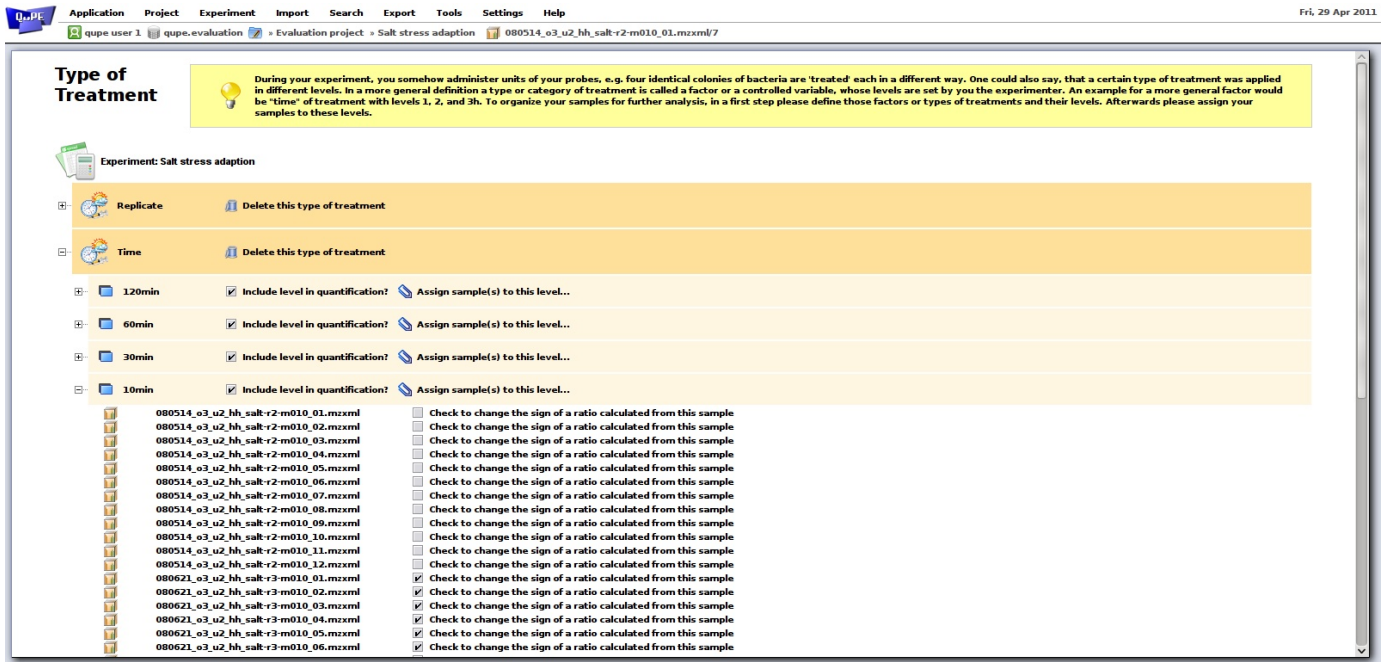 QuPE Application Project Experiment Import Search Export Tools Settings Help Fri, 29 Apr 2011
qupe user 1 qupe.evaluation » Evaluation project » Salt stress adaption 080514_o3_u2_hh_salt-r2-m010_01.mzxml/7
Type of
Treatment
During your experiment, you somehow administer units of your probes, e.g. four identical colonies of bacteria are 'treated' each in a different way. One could also say, that a certain type of treatment was applied
in different levels. In a more general definition a type or category of treatment is called a factor or a controlled variable, whose levels are set by you the experimenter. An example for a more general factor would
be "time" of treatment with levels 1, 2, and 3h. To organize your samples for further analysis, in a first step please define those factors or types of treatments and their levels. Afterwards please assign your
samples to these levels.
Experiment: Salt stress adaption
Replicate Delete this type of treatment
Time Delete this type of treatment
120min Include level in quantification? Assign sample(s) to this level...
60min Include level in quantification? Assign sample(s) to this level...
30min Include level in quantification? Assign sample(s) to this level...
10min Include level in quantification? Assign sample(s) to this level...
080514_o3_u2_hh_salt-r2-m010_01.mzxml Check to change the sign of a ratio calculated from this sample
080514_o3_u2_hh_salt-r2-m010_02.mzxml Check to change the sign of a ratio calculated from this sample
080514_o3_u2_hh_salt-r2-m010_03.mzxml Check to change the sign of a ratio calculated from this sample
080514_o3_u2_hh_salt-r2-m010_04.mzxml Check to change the sign of a ratio calculated from this sample
080514_o3_u2_hh_salt-r2-m010_05.mzxml Check to change the sign of a ratio calculated from this sample
080514_o3_u2_hh_salt-r2-m010_06.mzxml Check to change the sign of a ratio calculated from this sample
080514_o3_u2_hh_salt-r2-m010_07.mzxml Check to change the sign of a ratio calculated from this sample
080514_o3_u2_hh_salt-r2-m010_08.mzxml Check to change the sign of a ratio calculated from this sample
080514_o3_u2_hh_salt-r2-m010_09.mzxml Check to change the sign of a ratio calculated from this sample
080514_o3_u2_hh_salt-r2-m010_10.mzxml Check to change the sign of a ratio calculated from this sample
080514_o3_u2_hh_salt-r2-m010_11.mzxml Check to change the sign of a ratio calculated from this sample
080514_o3_u2_hh_salt-r2-m010_12.mzxml Check to change the sign of a ratio calculated from this sample
080621_o3_u2_hh_salt-r3-m010_01.mzxml Check to change the sign of a ratio calculated from this sample
080621_o3_u2_hh_salt-r3-m010_02.mzxml Check to change the sign of a ratio calculated from this sample
080621_o3_u2_hh_salt-r3-m010_03.mzxml Check to change the sign of a ratio calculated from this sample
080621_o3_u2_hh_salt-r3-m010_04.mzxml Check to change the sign of a ratio calculated from this sample
080621_o3_u2_hh_salt-r3-m010_05.mzxml Check to change the sign of a ratio calculated from this sample
080621_o3_u2_hh_salt-r3-m010_06.mzxml Check to change the sign of a ratio calculated from this sample